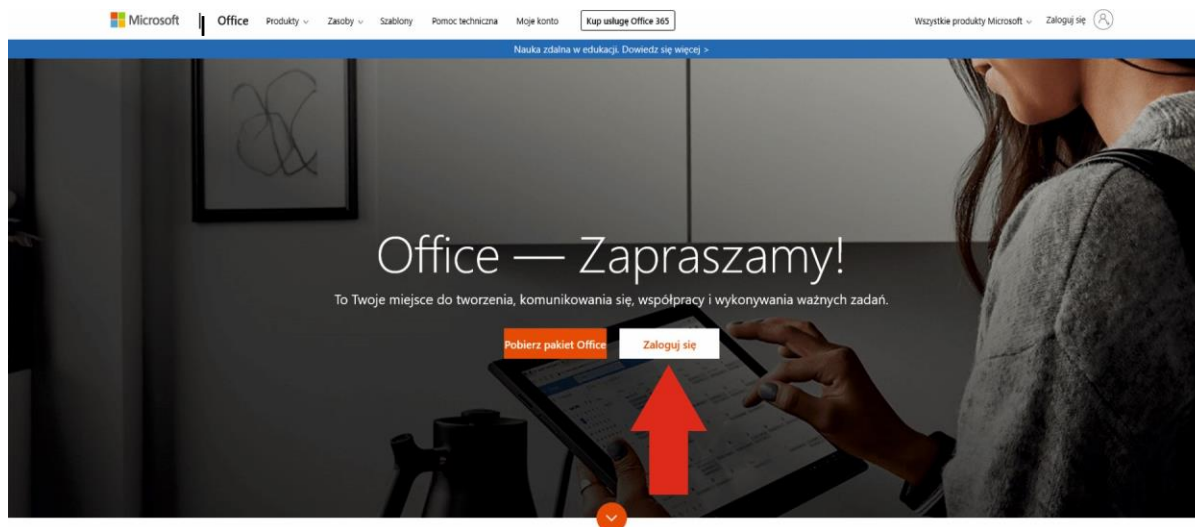 Microsoft Office Produkty Zasoby Szablony Pomoc techniczna Moje konto Kup usługę Office 365 Wszystkie produkty Microsoft Zaloguj się
Nauka zdalna w edukacji. Dowiedz się więcej >
Office — Zapraszamy!
To Twoje miejsce do tworzenia, komunikowania się, współpracy i wykonywania ważnych zadań.
Pobierz pakiet Office Zaloguj się